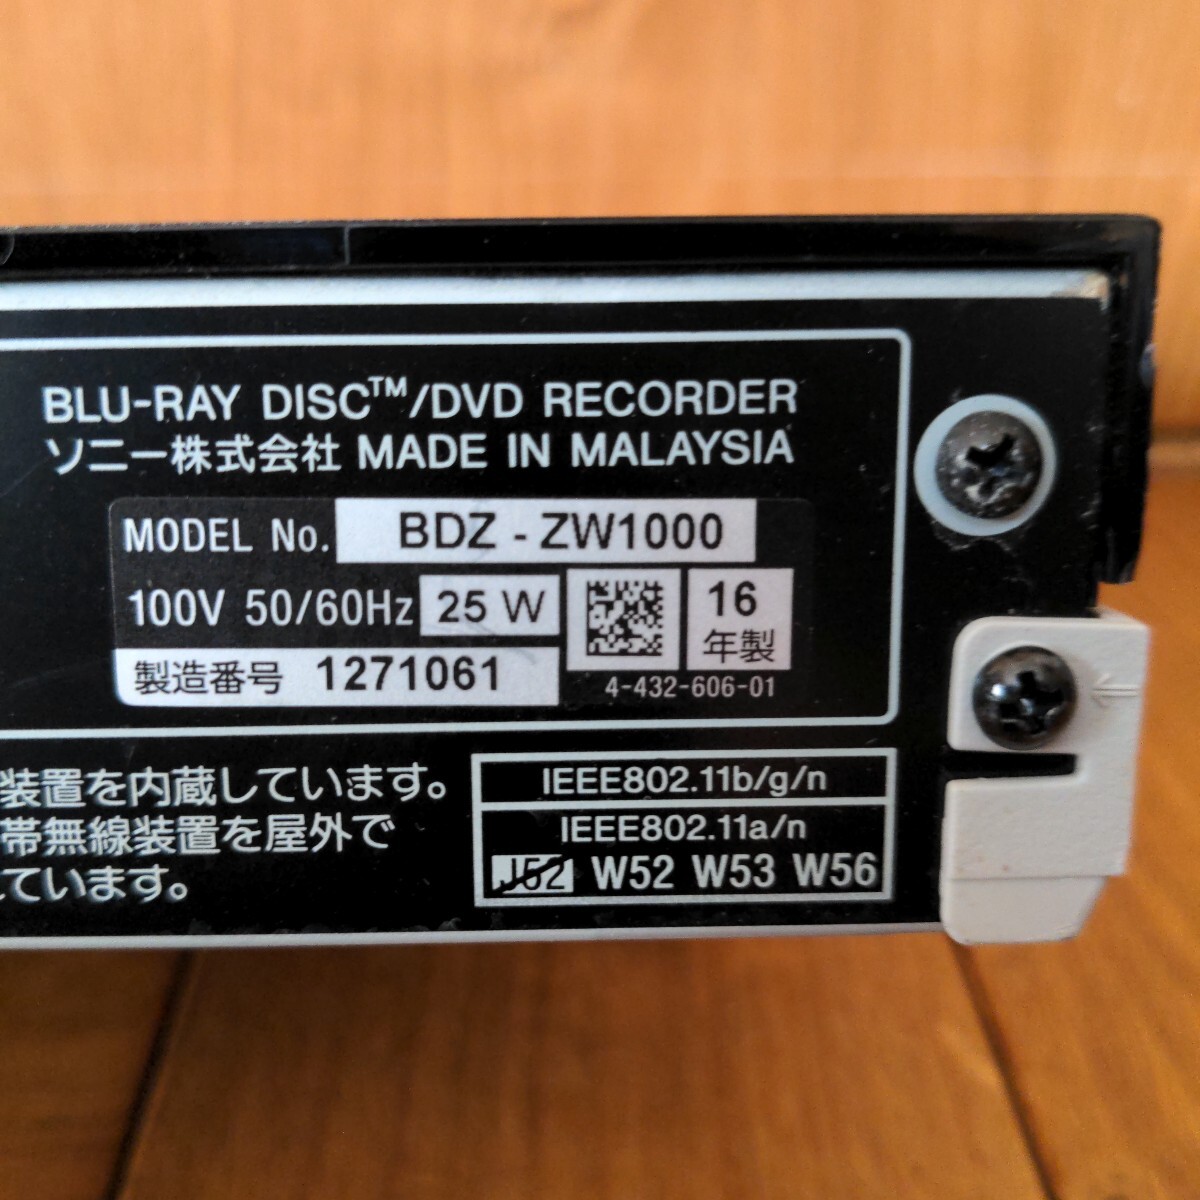 BLU-RAY DISC™/DVD RECORDER
ソニー株式会社 MADE IN MALAYSIA
MODEL No. BDZ - ZW1000
100V 50/60Hz 25 W
16
年製
製造番号 1271061
4-432-606-01
装置を内蔵しています。
帯無線装置を屋外で
ています。
IEEE802.11b/g/n
IEEE802.11a/n
J52 W52 W53 W56